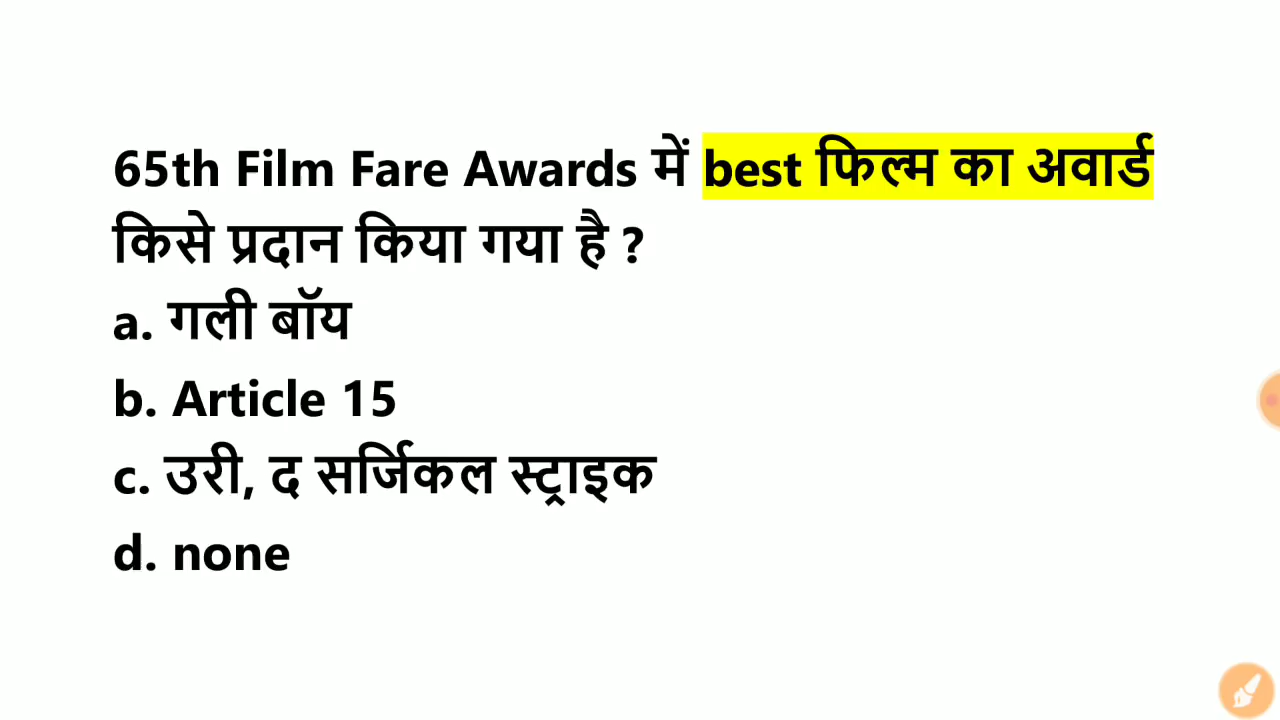 65th Film Fare Awards में best फिल्म का अवार्ड
किसे प्रदान किया गया है ?
a. गली बॉय
b. Article 15
c. उरी, द सर्जिकल स्ट्राइक
d. none